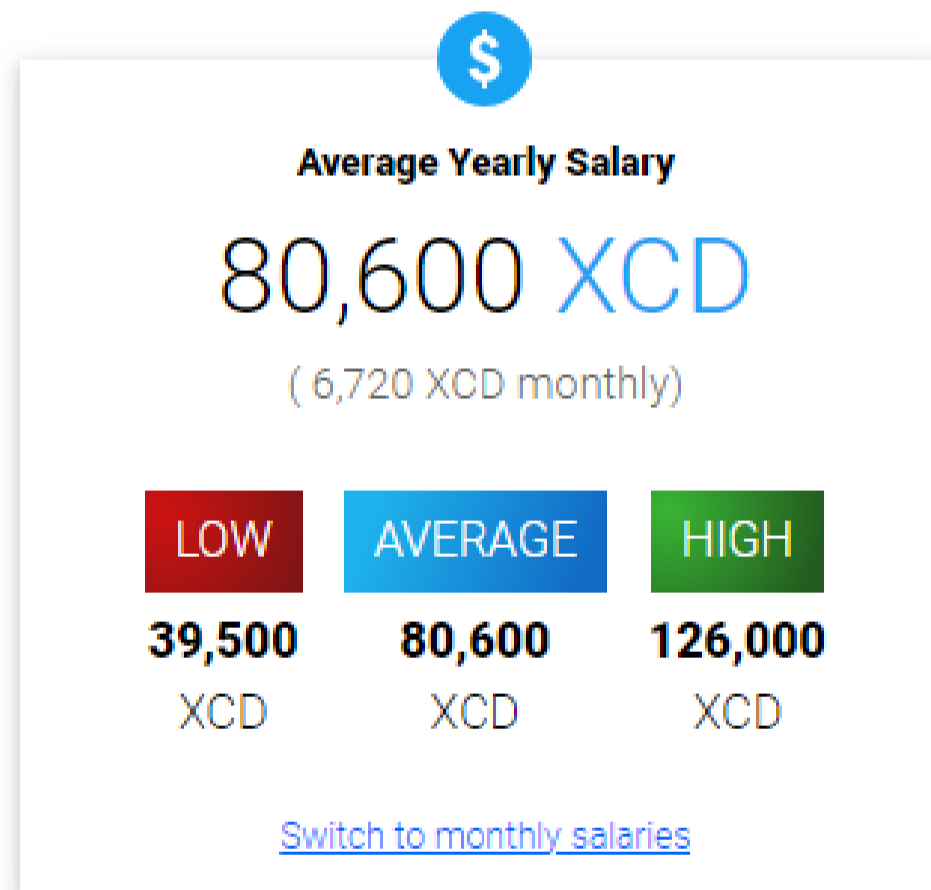 $
Average Yearly Salary
80,600 XCD
( 6,720 XCD monthly)
LOW AVERAGE HIGH
39,500 80,600 126,000
XCD XCD XCD
Switch to monthly salaries